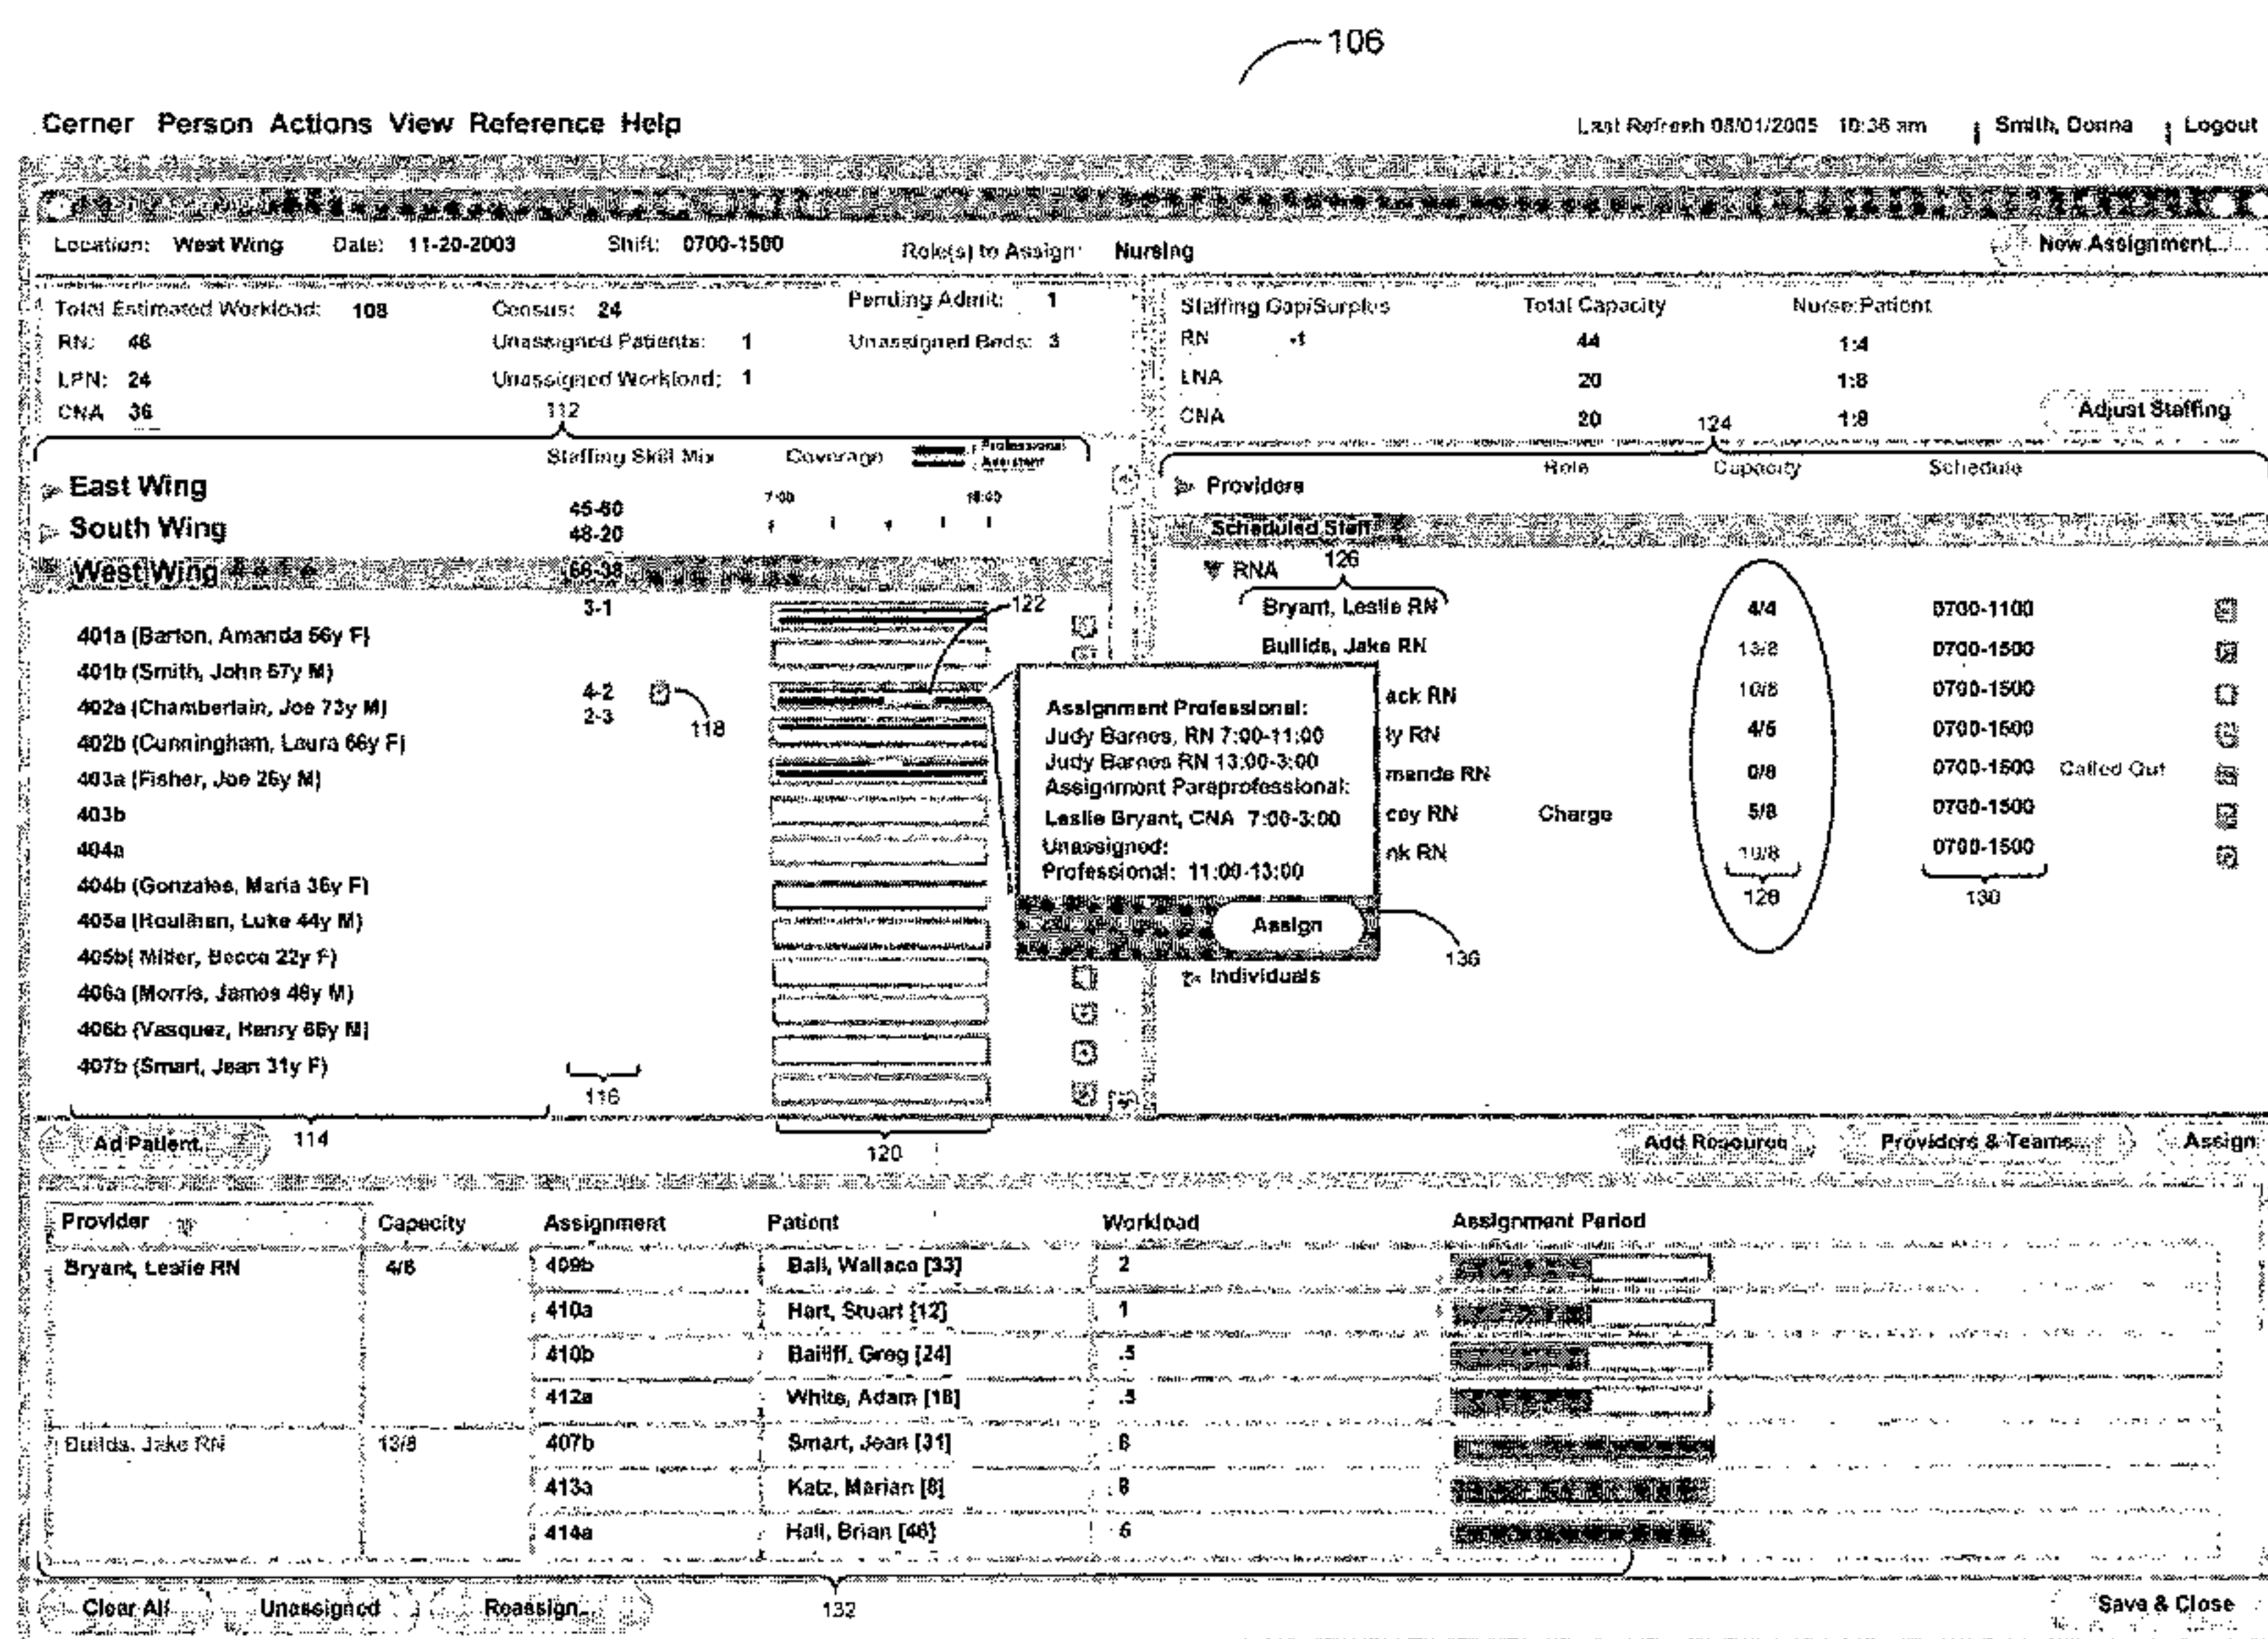 106
Cerner Person Actions View Reference Help Last Refresh 08/01/2005 10:36 am Smith, Donna Logout
Location: West Wing Date: 11-20-2003 Shift: 0700-1500 Role(s) to Assign: Nursing New Assignment...
Total Estimated Workload: 108 Census: 24 Pending Admit: 1
RN: 48 Unassigned Patients: 1 Unassigned Beds: 3
LPN: 24 Unassigned Workload: 1
CNA 36
Staffing Gap/Surplus Total Capacity Nurse:Patient
RN -1 44 1:4
LNA 20 1:8
CNA 20 1:8 Adjust Staffing
112
124
Staffing Skill Mix Coverage Professional
Assistant
East Wing 45-60 7:00
South Wing 48-20
West Wing 66-38
3-1
122
401a (Barton, Amanda 56y F)
401b (Smith, John 67y M)
402a (Chamberlain, Joe 73y M) 4-2
118
402b (Cunningham, Laura 66y F) 2-3
403a (Fisher, Joe 26y M)
403b
404a
404b (Gonzales, Maria 36y F)
405a (Houlihan, Luke 44y M)
405b( Miller, Becca 22y F)
406a (Morris, James 48y M)
406b (Vasquez, Henry 66y M)
407b (Smart, Jean 31y F)
116
114
120
Role Capacity Schedule
Providers
Scheduled Staff
126
RNA
Bryant, Leslie RN 4/4 0700-1100
Bullids, Jake RN 13/8 0700-1500
ack RN 10/8 0700-1500
ly RN 4/6 0700-1500
manda RN 0/8 0700-1500 Called Out
cey RN Charge 5/8 0700-1500
nk RN 10/8 0700-1500
128 130
Assignment Professional:
Judy Barnes, RN 7:00-11:00
Judy Barnes RN 13:00-3:00
Assignment Paraprofessional:
Leslie Bryant, CNA 7:00-3:00
Unassigned:
Professional: 11:00-13:00
Assign
136
Individuals
Ad Patient... Add Resource Providers & Teams... Assign
Provider Capacity Assignment Patient Workload Assignment Period
Bryant, Leslie RN 4/6 409b Ball, Wallace [33] 2
410a Hart, Stuart [12] 1
410b Bailiff, Greg [24] .5
412a White, Adam [18] .5
Builds, Jake RN 13/8 407b Smart, Jean [31]
413a Katz, Marian [8]
414a Hall, Brian [46]
Clear All Unassigned Reassign... Save & Close
132